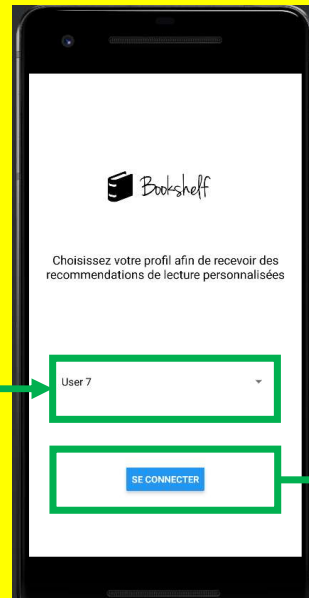 Bookshelf
Choisissez votre profil afin de recevoir des
recommendations de lecture personnalisées
User 7
SE CONNECTER